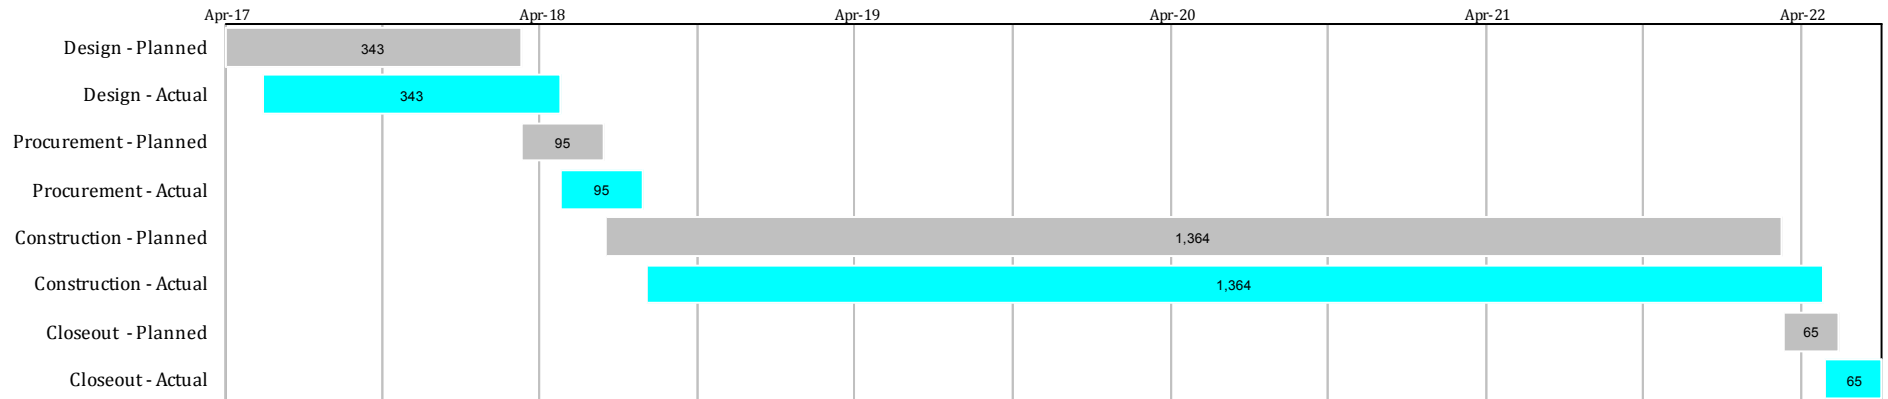 Apr-17 Apr-18 Apr-19 Apr-20 Apr-21 Apr-22
Design - Planned 343
Design - Actual 343
Procurement - Planned 95
Procurement - Actual 95
Construction - Planned 1,364
Construction - Actual 1,364
Closeout - Planned 65
Closeout - Actual 65